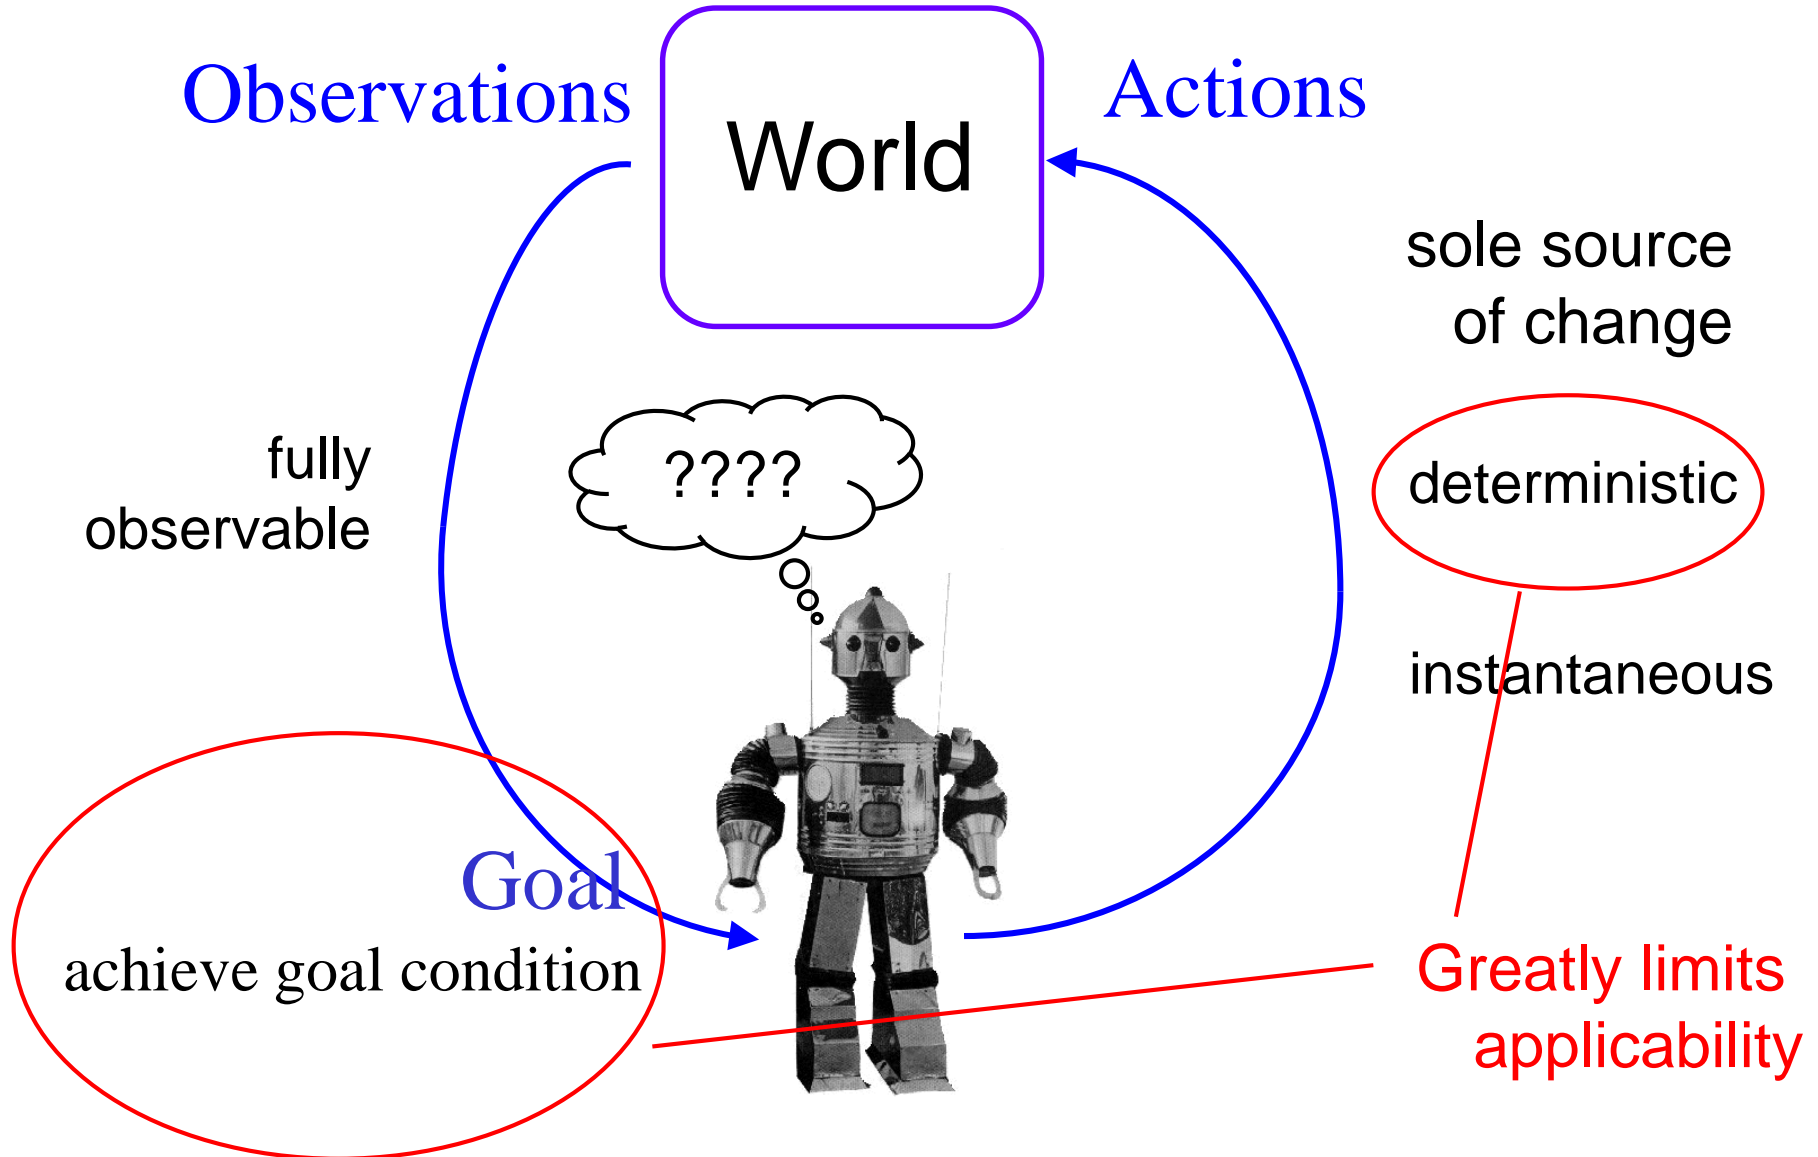 Observations
World
Actions
sole source
of change
fully
observable
????
deterministic
instantaneous
Goal
achieve goal condition
Greatly limits
applicability